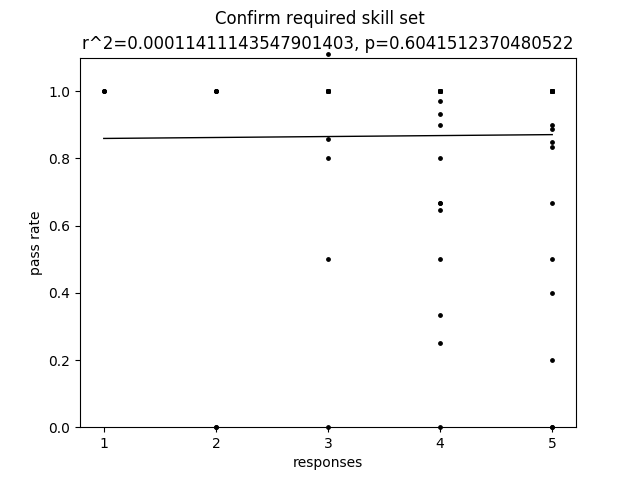 Confirm required skill set
r^2=0.00011411143547901403, p=0.6041512370480522
1.0
0.8
0.6
0.4
0.2
0.0
pass rate
1 2 3 4 5
responses